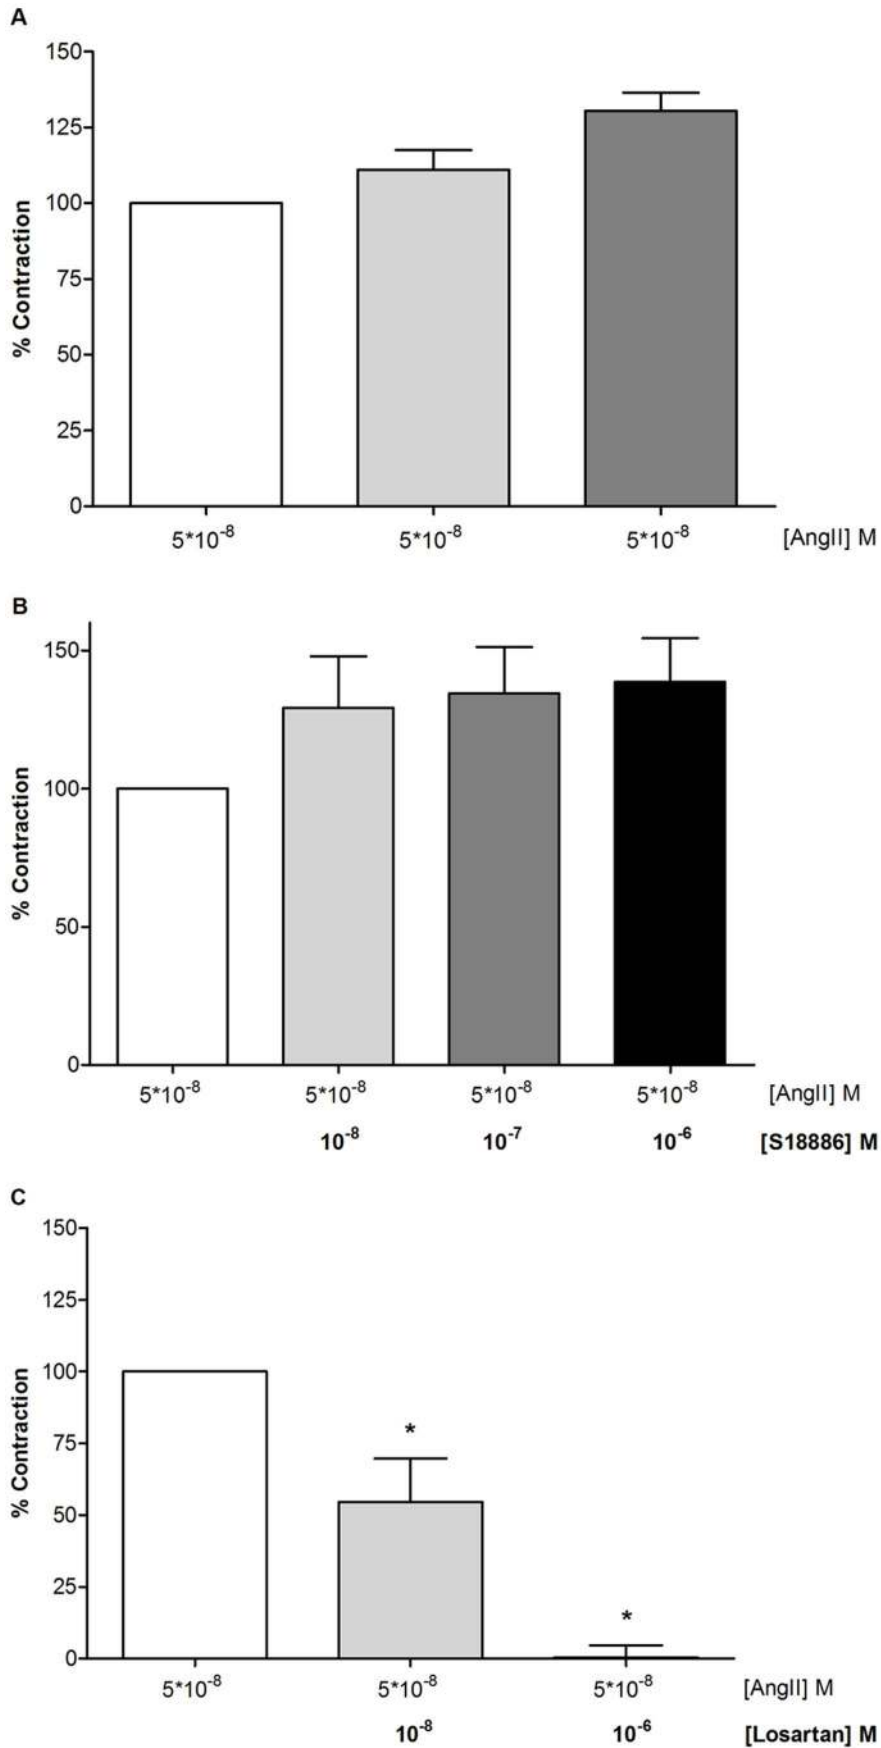 A
150
125
100
75
50
25
0
% Contraction
5*10⁻⁸ 5*10⁻⁸ 5*10⁻⁸ [AngII] M
B
150
100
50
0
% Contraction
5*10⁻⁸ 5*10⁻⁸ 5*10⁻⁸ 5*10⁻⁸ [AngII] M
10⁻⁸ 10⁻⁷ 10⁻⁶ [S18886] M
C
150
125
100
75
50
25
0
% Contraction
*
*
5*10⁻⁸ 5*10⁻⁸ 5*10⁻⁸ [AngII] M
10⁻⁸ 10⁻⁶ [Losartan] M